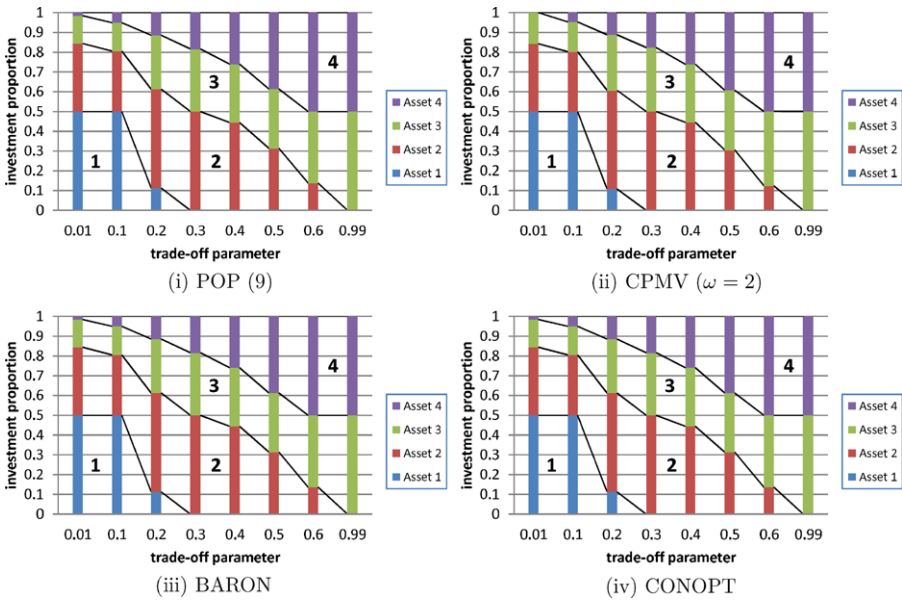 1
0.9
0.8
0.7
0.6
0.5
0.4
0.3
0.2
0.1
0
investment proportion
1
2
3
4
0.01 0.1 0.2 0.3 0.4 0.5 0.6 0.99
trade-off parameter
Asset 4
Asset 3
Asset 2
Asset 1
(i) POP (9)
1
0.9
0.8
0.7
0.6
0.5
0.4
0.3
0.2
0.1
0
investment proportion
1
2
3
4
0.01 0.1 0.2 0.3 0.4 0.5 0.6 0.99
trade-off parameter
Asset 4
Asset 3
Asset 2
Asset 1
(ii) CPMV (ω = 2)
1
0.9
0.8
0.7
0.6
0.5
0.4
0.3
0.2
0.1
0
investment proportion
1
2
3
4
0.01 0.1 0.2 0.3 0.4 0.5 0.6 0.99
trade-off parameter
Asset 4
Asset 3
Asset 2
Asset 1
(iii) BARON
1
0.9
0.8
0.7
0.6
0.5
0.4
0.3
0.2
0.1
0
investment proportion
1
2
3
4
0.01 0.1 0.2 0.3 0.4 0.5 0.6 0.99
trade-off parameter
Asset 4
Asset 3
Asset 2
Asset 1
(iv) CONOPT